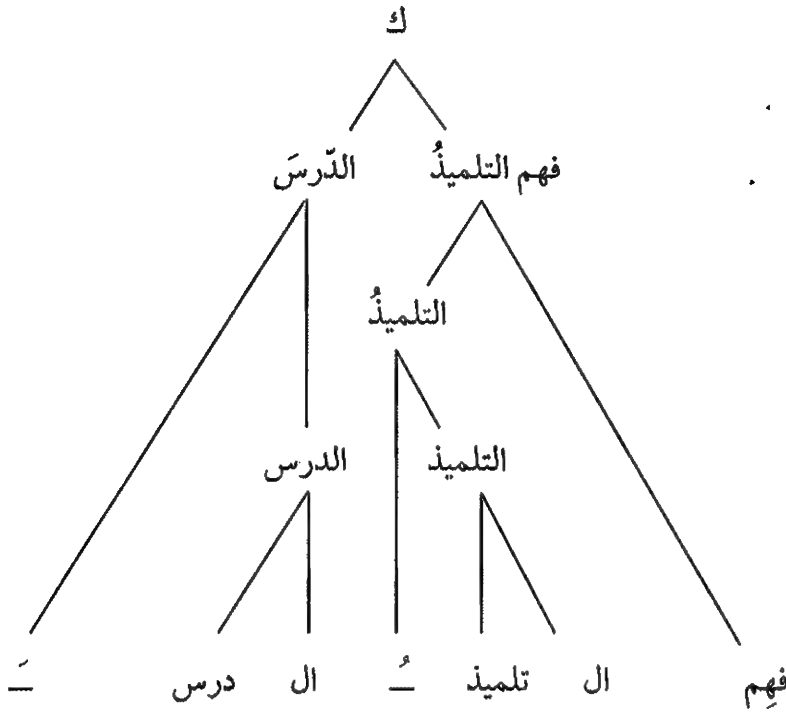 ك
فهم التلميذُ الدّرسَ
التلميذُ
التلميذ الدرس
فهِم ال تلميذ ـُ ال درس ـَ